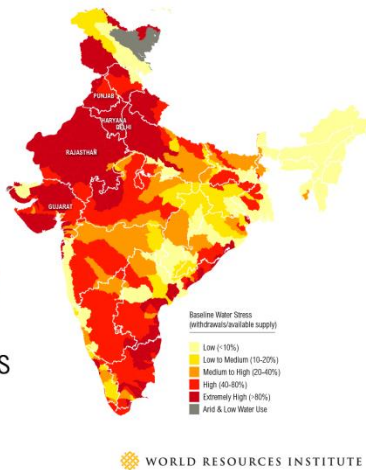 PUNJAB
HARYANA
DELHI
RAJASTHAN
GUJARAT
Baseline Water Stress
(withdrawals/available supply)
Low (<10%)
Low to Medium (10-20%)
Medium to High (20-40%)
High (40-80%)
Extremely High (>80%)
Arid & Low Water Use
S
WORLD RESOURCES INSTITUTE